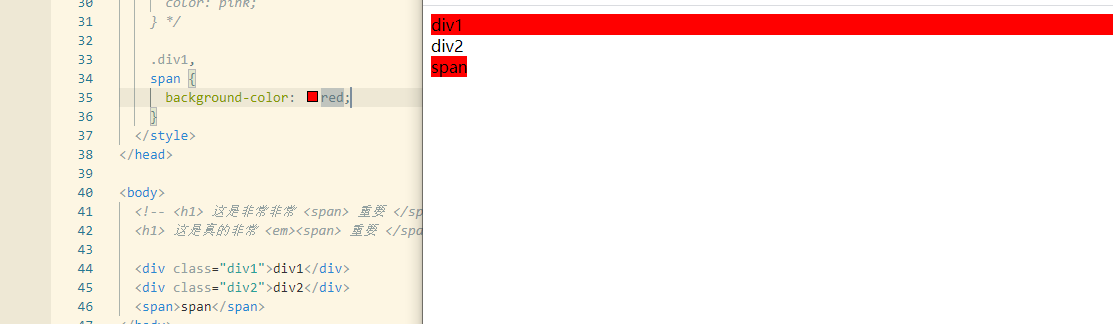 30 color: pink;
31 } */
32
33 .div1,
34 span {
35 background-color: red;
36 }
37 </style>
38 </head>
39
40 <body>
41 <!-- <h1> 这是非常非常 <span> 重要 </sp
42 <h1> 这是真的非常 <em><span> 重要 </spa
43
44 <div class="div1">div1</div>
45 <div class="div2">div2</div>
46 <span>span</span>
47 </body>
div1
div2
span